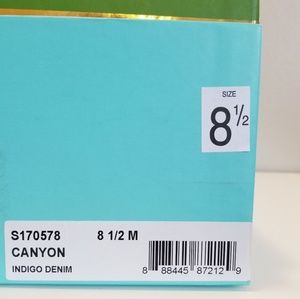 SIZE
8 1/2
S170578 8 1/2 M
CANYON
INDIGO DENIM
8 88445 87212 9